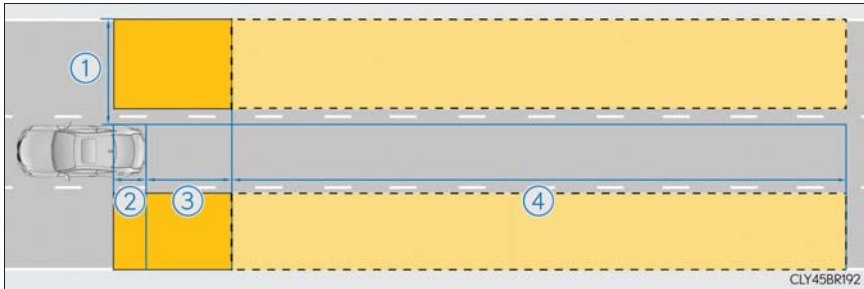 ①
② ③ ④
CLY45BR192